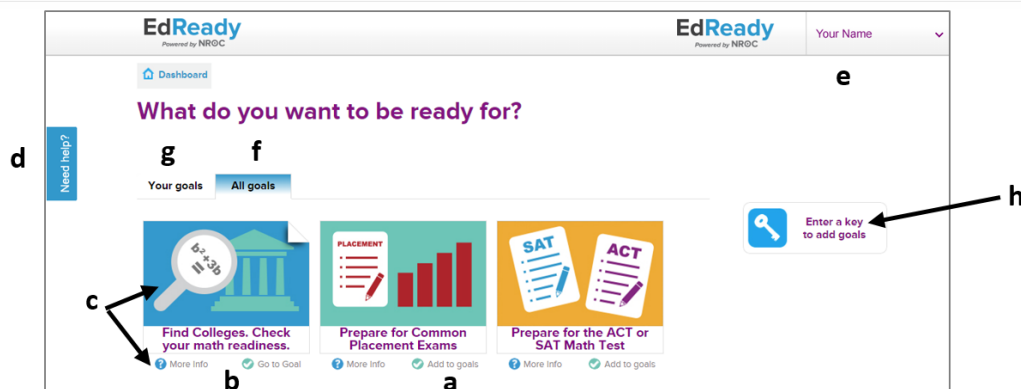 EdReady
Powered by NROC
EdReady
Powered by NROC
Your Name
e
Dashboard
What do you want to be ready for?
d
Need help?
g
f
Your goals
All goals
h
Enter a key
to add goals
c
b²+3b
=
PLACEMENT
SAT
ACT
Find Colleges. Check
your math readiness.
Prepare for Common
Placement Exams
Prepare for the ACT or
SAT Math Test
? More Info
Go to Goal
? More Info
Add to goals
? More Info
Add to goals
b
a